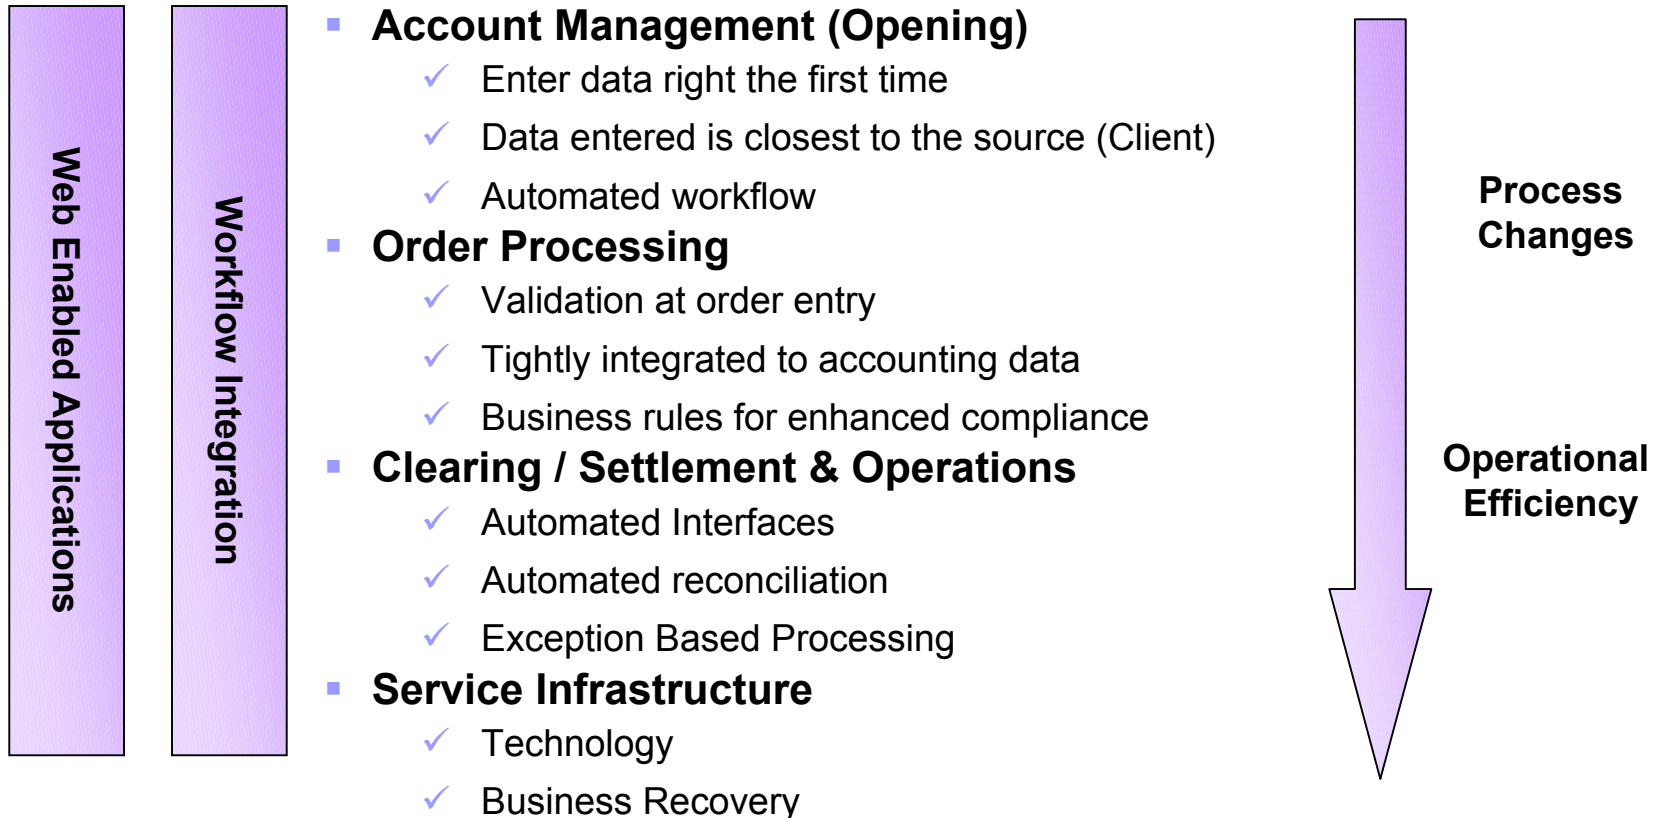 Web Enabled Applications
Workflow Integration
Account Management (Opening)
Enter data right the first time
Data entered is closest to the source (Client)
Automated workflow
Order Processing
Validation at order entry
Tightly integrated to accounting data
Business rules for enhanced compliance
Clearing / Settlement & Operations
Automated Interfaces
Automated reconciliation
Exception Based Processing
Service Infrastructure
Technology
Business Recovery
Process
Changes
Operational
Efficiency